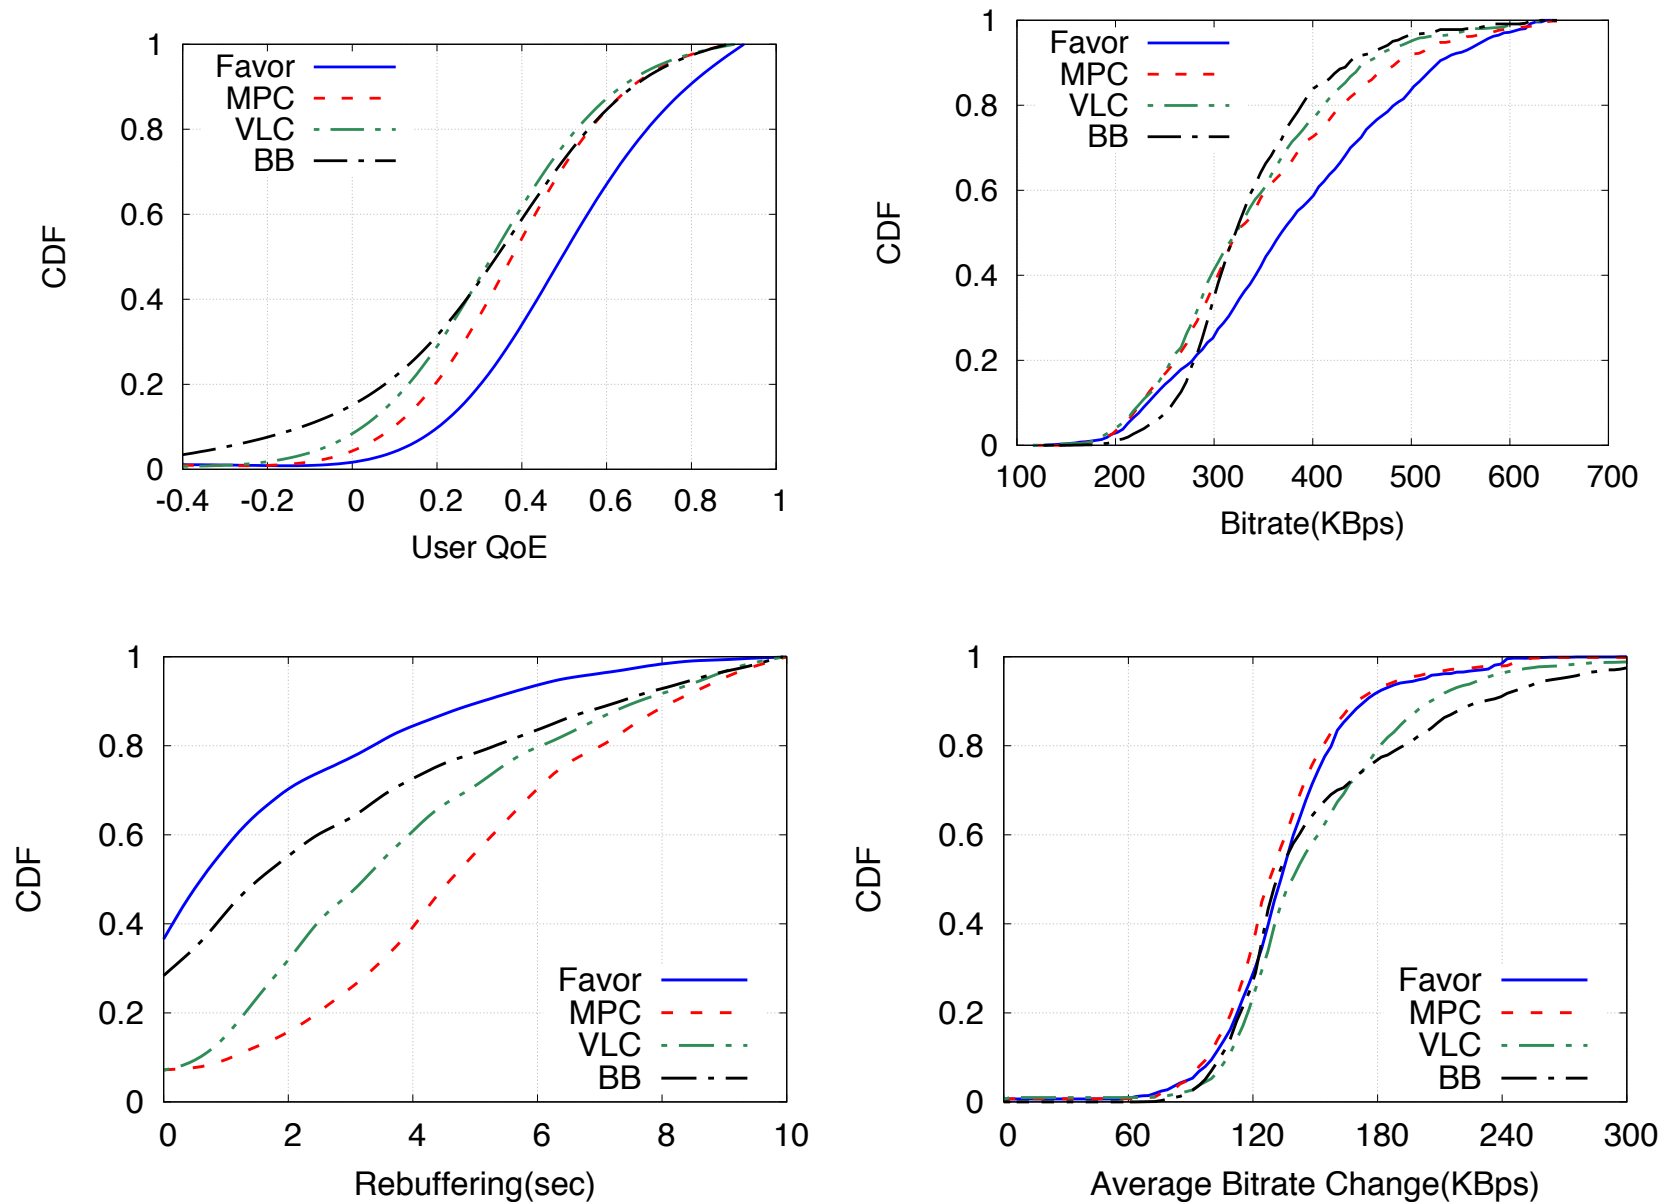 Favor
MPC
VLC
BB
CDF
1
0.8
0.6
0.4
0.2
0
-0.4 -0.2 0 0.2 0.4 0.6 0.8 1
User QoE
Favor
MPC
VLC
BB
CDF
1
0.8
0.6
0.4
0.2
0
100 200 300 400 500 600 700
Bitrate(KBps)
CDF
1
0.8
0.6
0.4
0.2
0
Favor
MPC
VLC
BB
0 2 4 6 8 10
Rebuffering(sec)
CDF
1
0.8
0.6
0.4
0.2
0
Favor
MPC
VLC
BB
0 60 120 180 240 300
Average Bitrate Change(KBps)